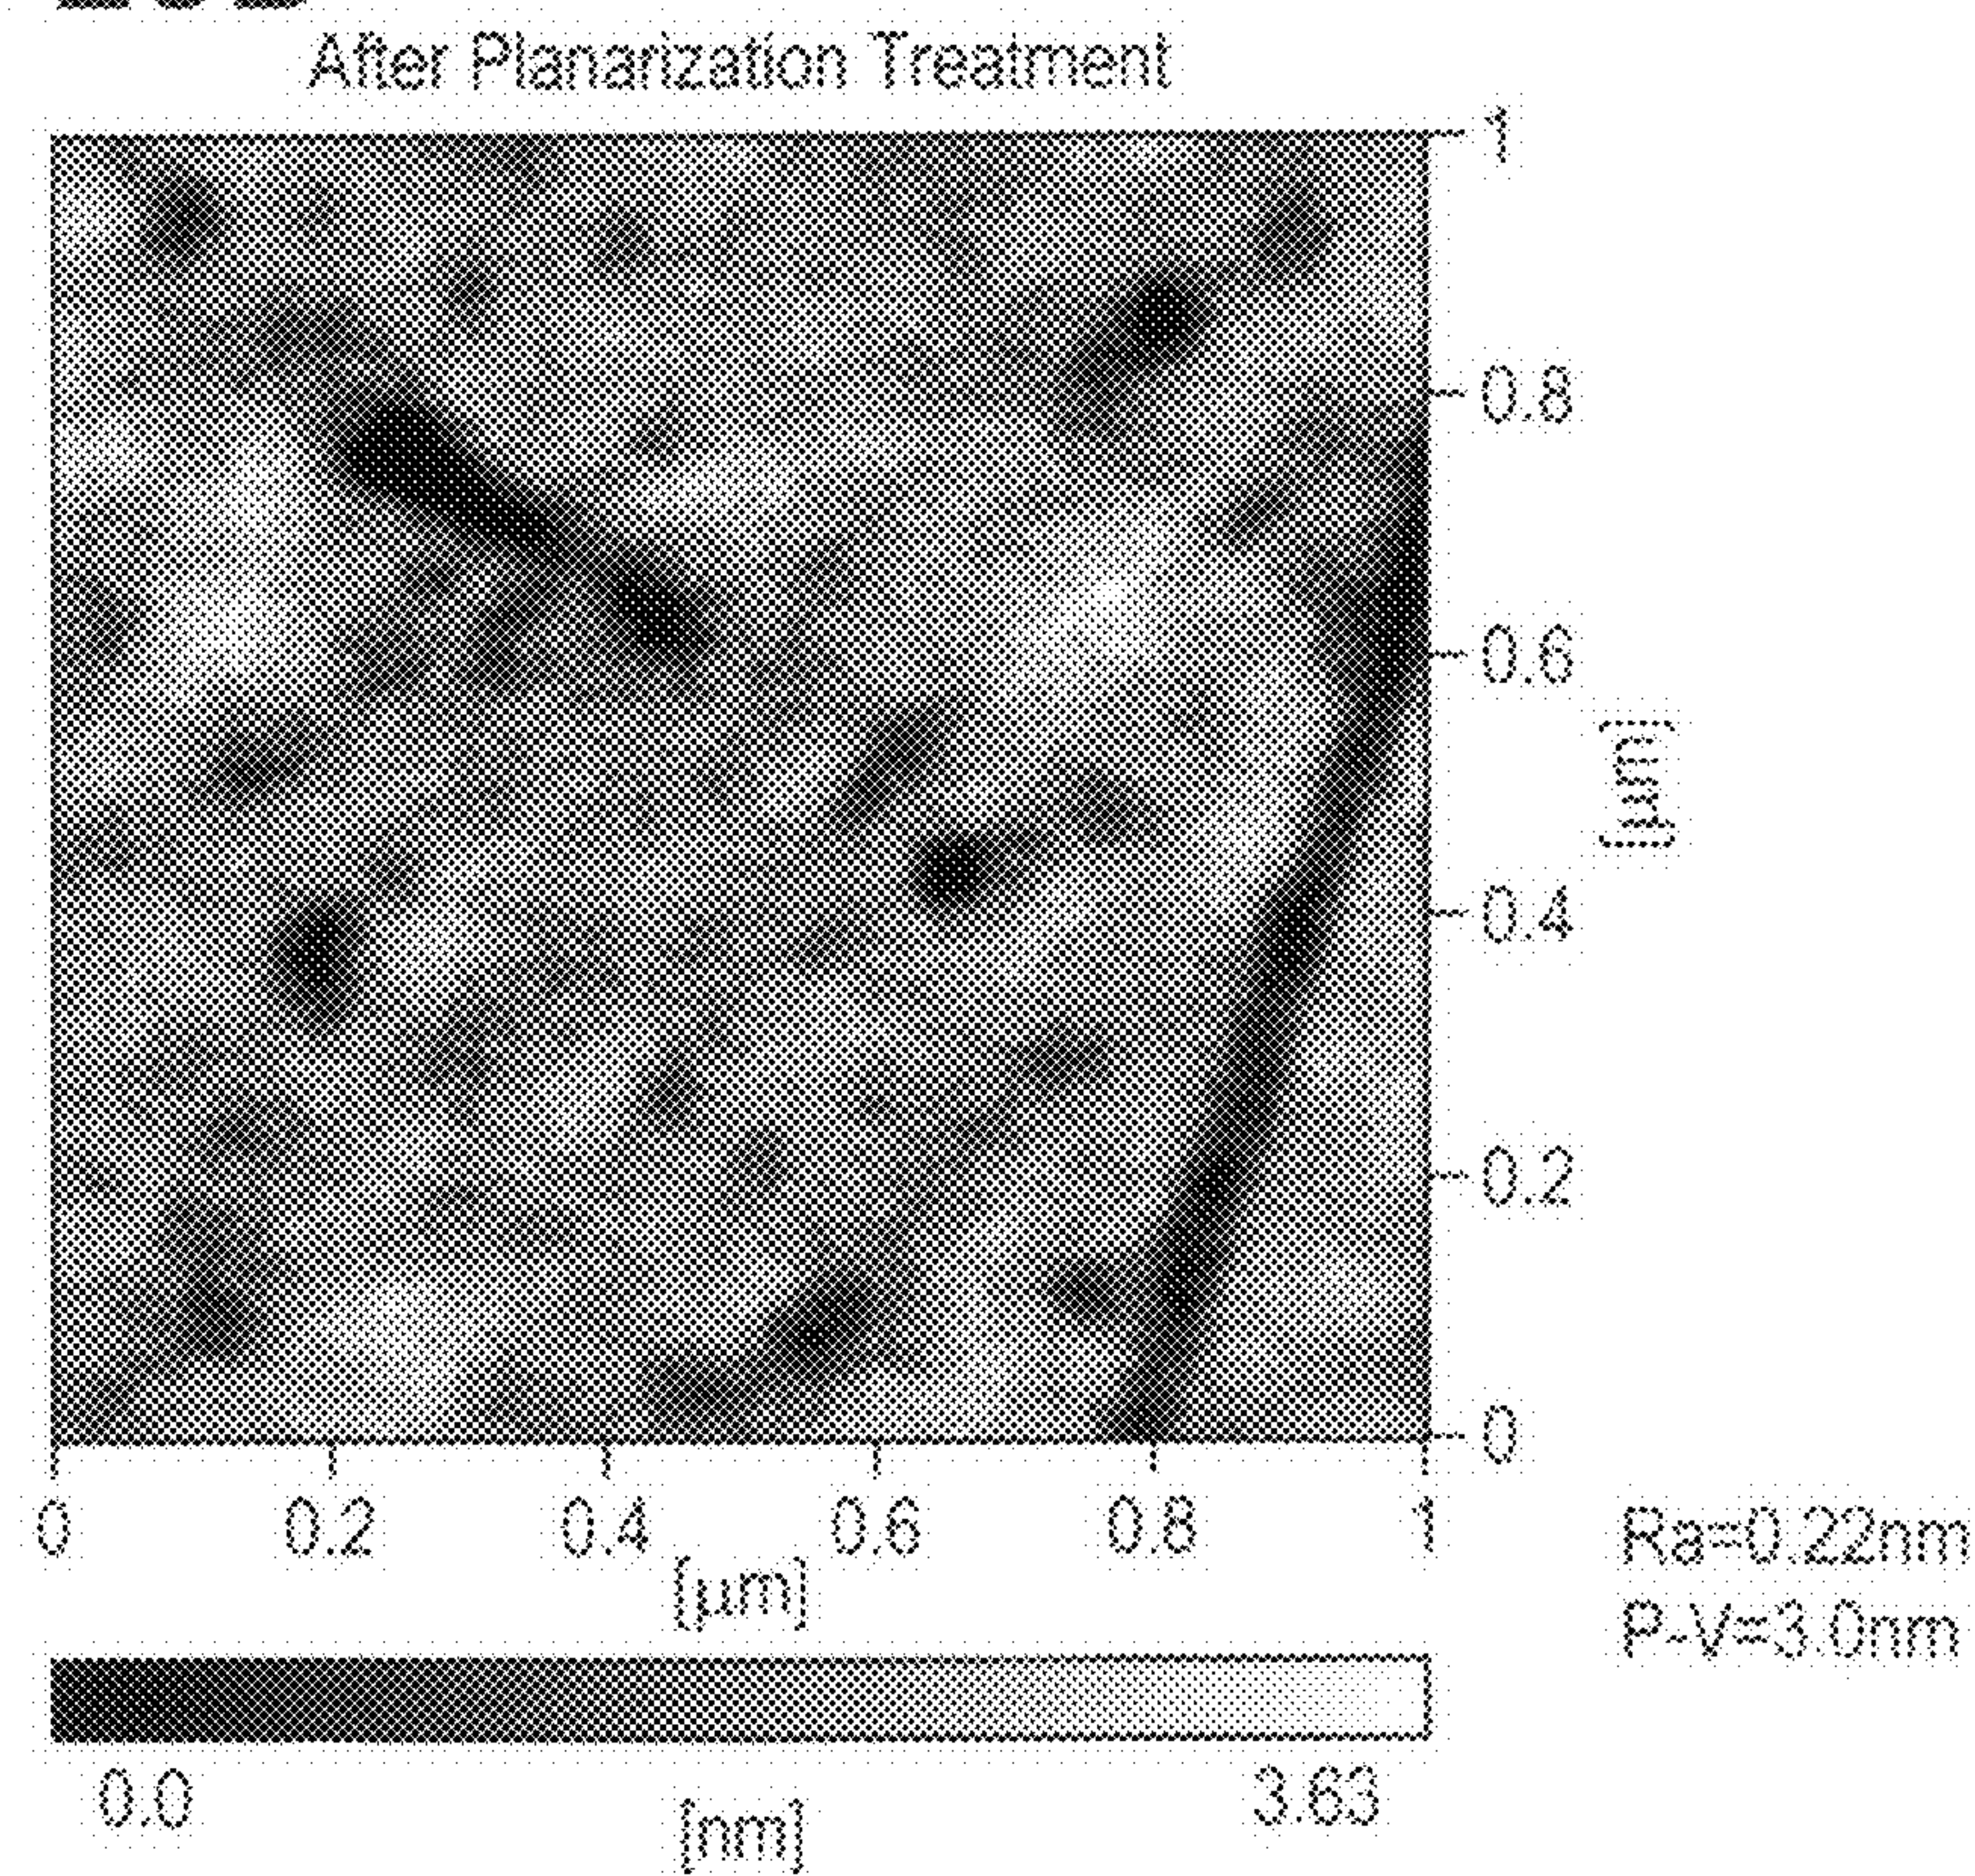 After Planarization Treatment
1
0.8
0.6
[µm]
0.4
0.2
0
0 0.2 0.4 0.6 0.8 1
[µm]
Ra=0.22nm
P-V=3.0nm
0.0 3.63
[nm]